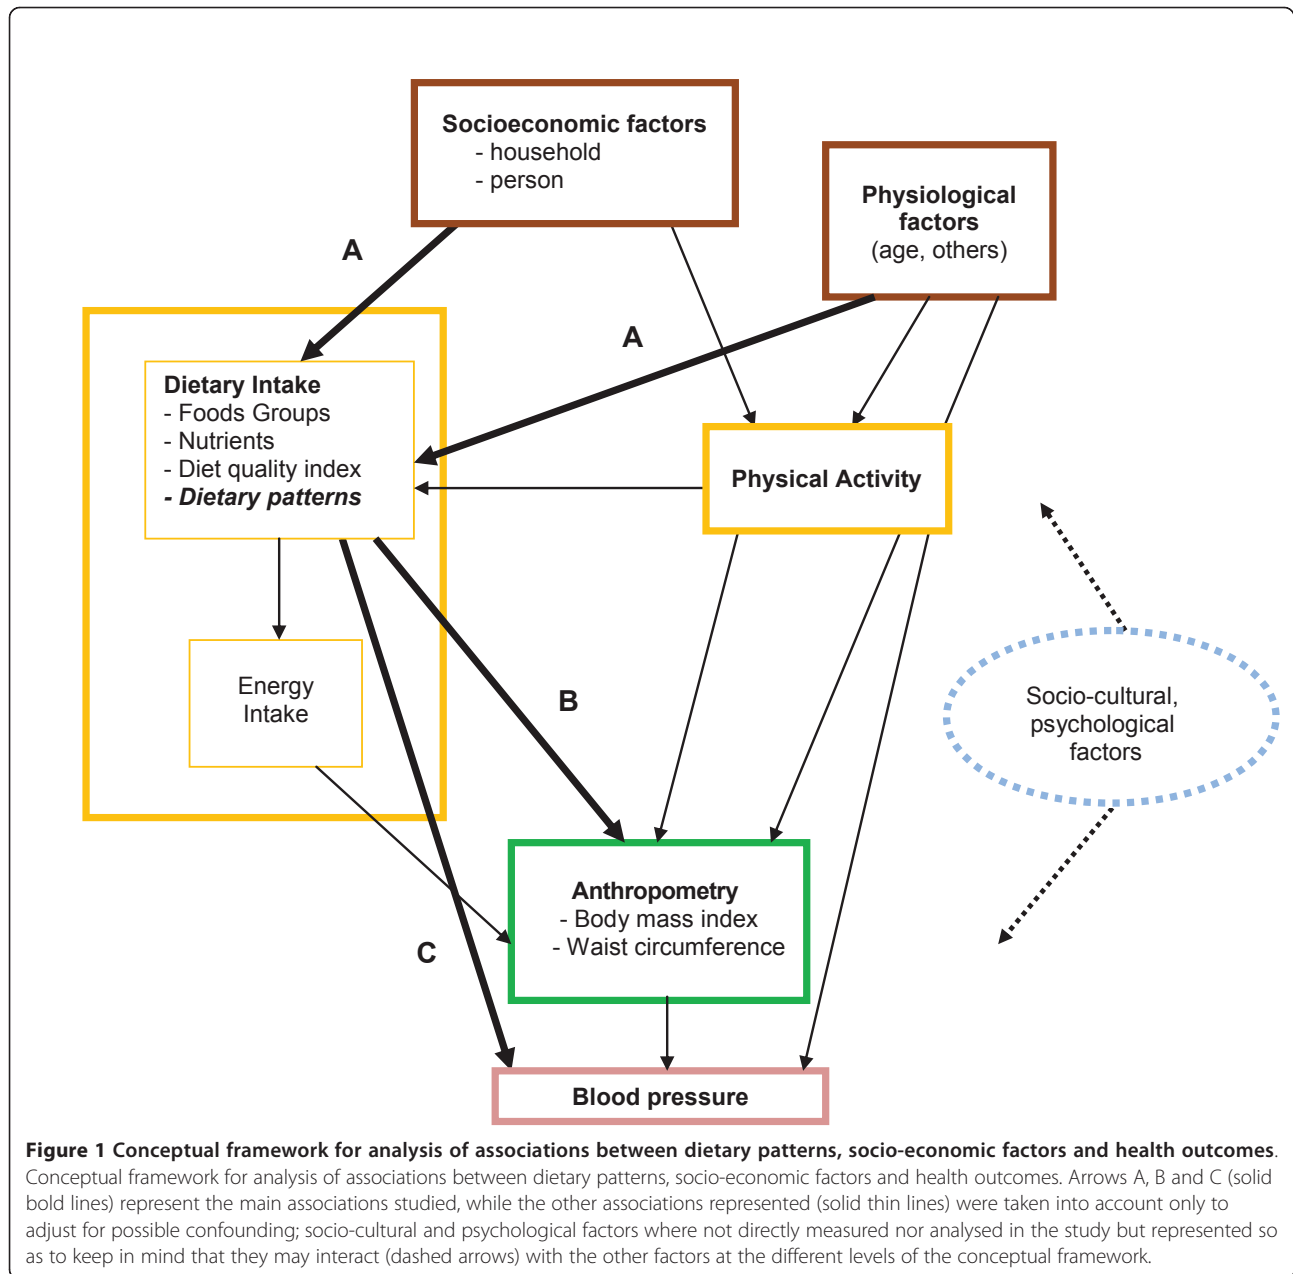 Socioeconomic factors
- household
- person
Physiological
factors
(age, others)
A
A
Dietary Intake
- Foods Groups
- Nutrients
- Diet quality index
- Dietary patterns
Physical Activity
Energy
Intake
B
Socio-cultural,
psychological
factors
Anthropometry
- Body mass index
- Waist circumference
C
Blood pressure
Figure 1 Conceptual framework for analysis of associations between dietary patterns, socio-economic factors and health outcomes.
Conceptual framework for analysis of associations between dietary patterns, socio-economic factors and health outcomes. Arrows A, B and C (solid
bold lines) represent the main associations studied, while the other associations represented (solid thin lines) were taken into account only to
adjust for possible confounding; socio-cultural and psychological factors where not directly measured nor analysed in the study but represented so
as to keep in mind that they may interact (dashed arrows) with the other factors at the different levels of the conceptual framework.